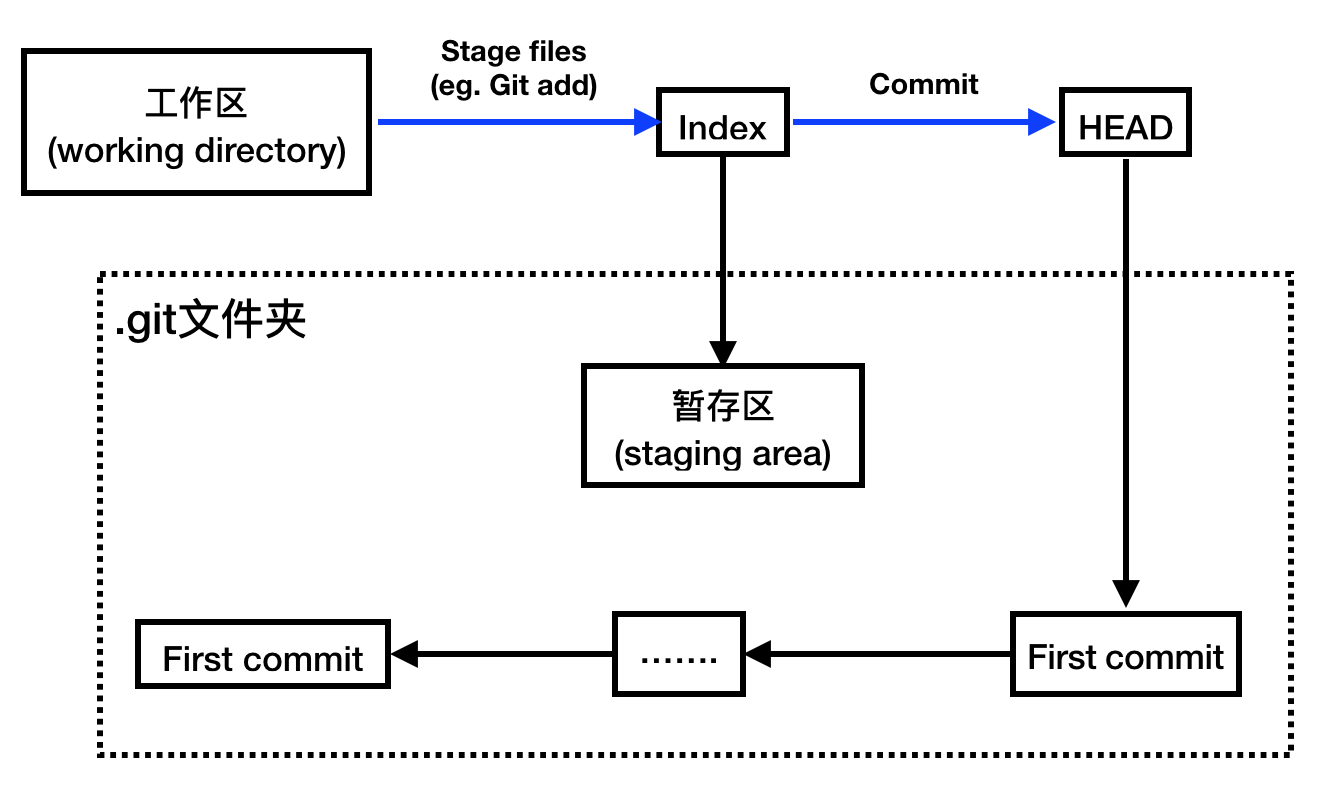 Stage files
(eg. Git add)
Commit
工作区
(working directory)
Index
HEAD
.git文件夹
暂存区
(staging area)
First commit
.......
First commit